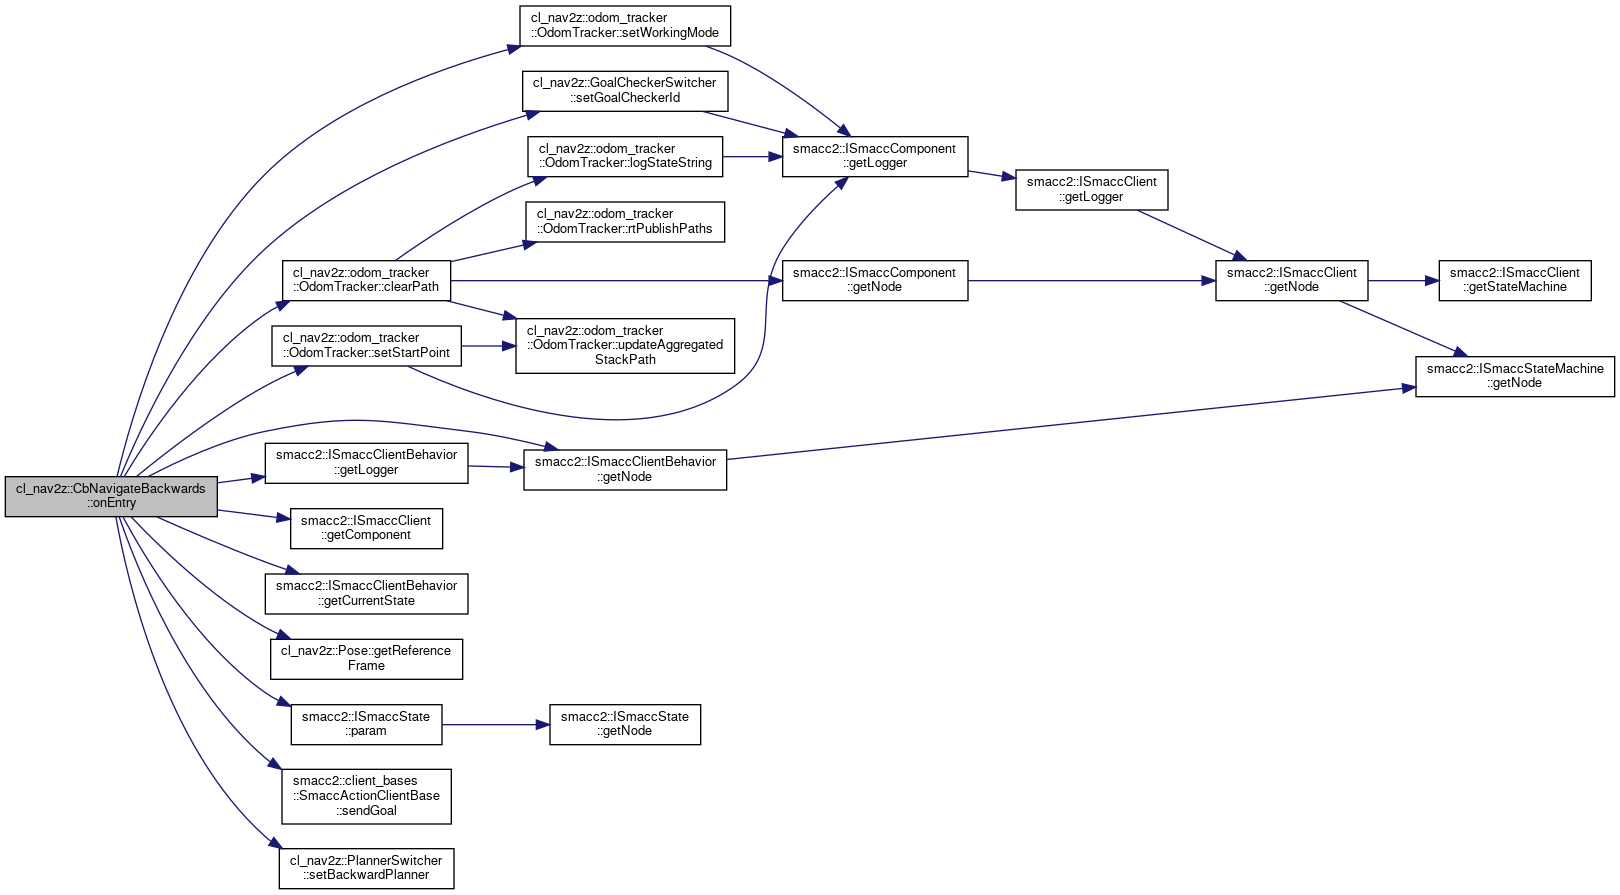 cl_nav2z::odom_tracker
::OdomTracker::setWorkingMode
cl_nav2z::GoalCheckerSwitcher
::setGoalCheckerId
cl_nav2z::odom_tracker
::OdomTracker::logStateString
smacc2::ISmaccComponent
::getLogger
smacc2::ISmaccClient
::getLogger
cl_nav2z::odom_tracker
::OdomTracker::rtPublishPaths
cl_nav2z::odom_tracker
::OdomTracker::clearPath
smacc2::ISmaccComponent
::getNode
smacc2::ISmaccClient
::getNode
smacc2::ISmaccClient
::getStateMachine
cl_nav2z::odom_tracker
::OdomTracker::setStartPoint
cl_nav2z::odom_tracker
::OdomTracker::updateAggregated
StackPath
smacc2::ISmaccStateMachine
::getNode
smacc2::ISmaccClientBehavior
::getLogger
smacc2::ISmaccClientBehavior
::getNode
cl_nav2z::CbNavigateBackwards
::onEntry
smacc2::ISmaccClient
::getComponent
smacc2::ISmaccClientBehavior
::getCurrentState
cl_nav2z::Pose::getReference
Frame
smacc2::ISmaccState
::param
smacc2::ISmaccState
::getNode
smacc2::client_bases
::SmaccActionClientBase
::sendGoal
cl_nav2z::PlannerSwitcher
::setBackwardPlanner